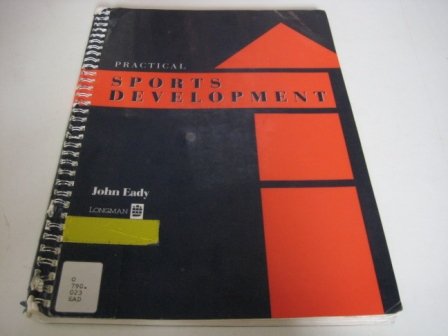 PRACTICAL
SPORTS
DEVELOPMENT
John Eady
LONGMAN
790.
023
EAD